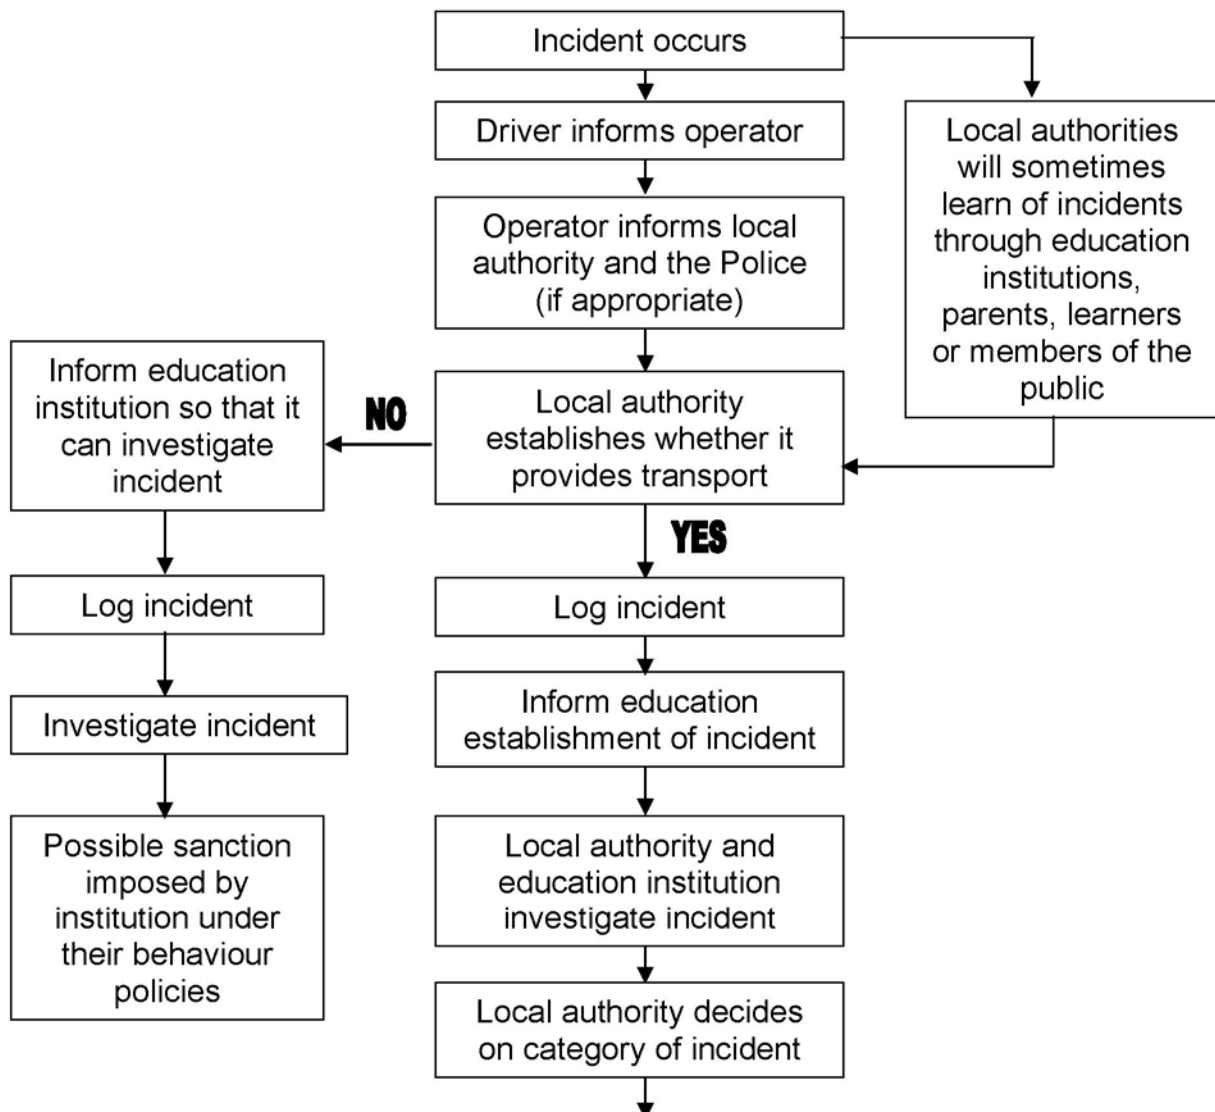 Incident occurs
Driver informs operator
Operator informs local
authority and the Police
(if appropriate)
Local authorities
will sometimes
learn of incidents
through education
institutions,
parents, learners
or members of the
public
Local authority
establishes whether it
provides transport
NO
Inform education
institution so that it
can investigate
incident
Log incident
Investigate incident
Possible sanction
imposed by
institution under
their behaviour
policies
YES
Log incident
Inform education
establishment of incident
Local authority and
education institution
investigate incident
Local authority decides
on category of incident